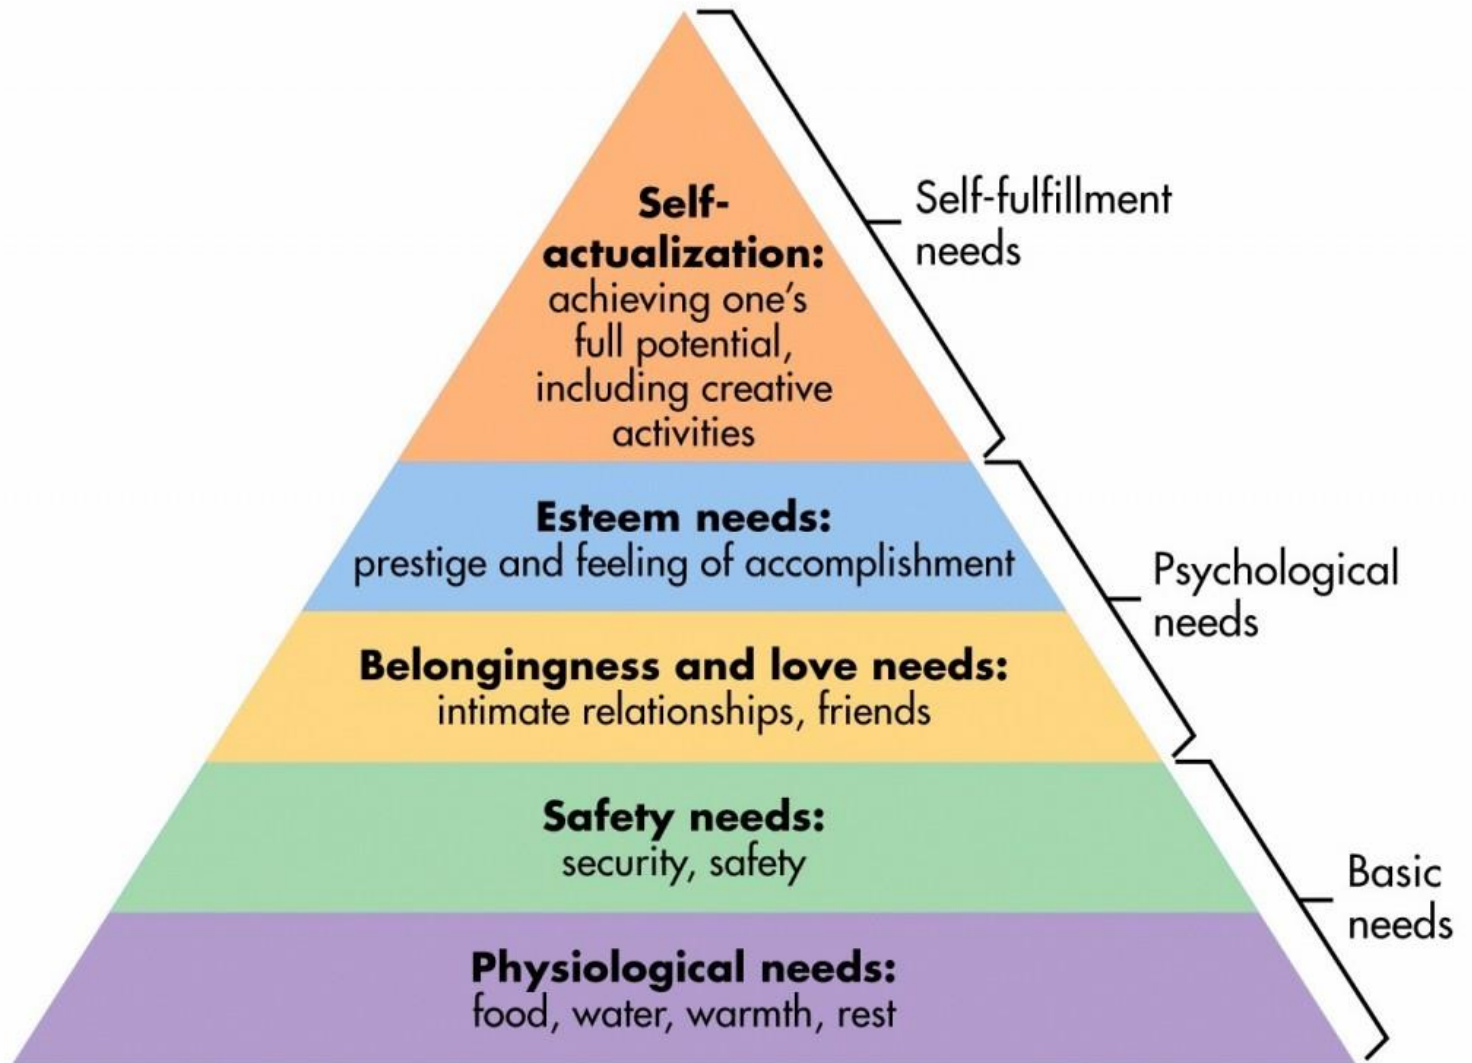 Self-
actualization:
achieving one's
full potential,
including creative
activities
Self-fulfillment
needs
Esteem needs:
prestige and feeling of accomplishment
Psychological
needs
Belongingness and love needs:
intimate relationships, friends
Safety needs:
security, safety
Basic
needs
Physiological needs:
food, water, warmth, rest